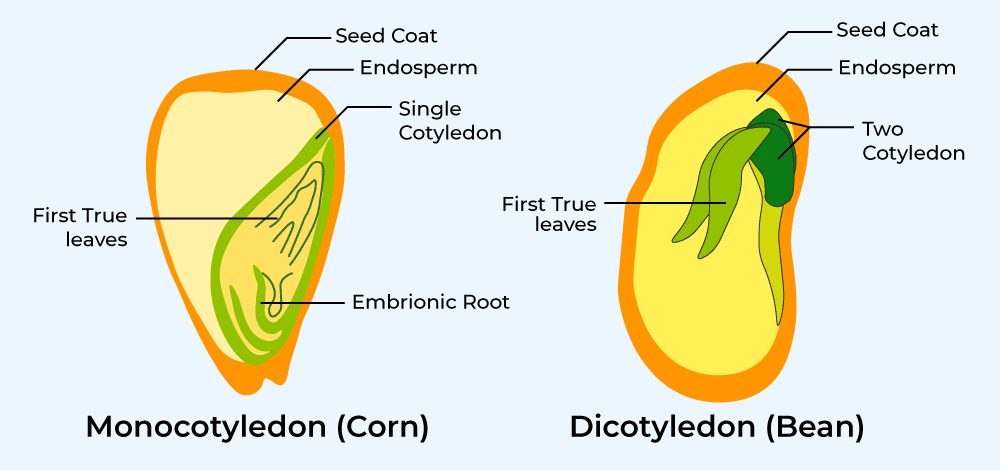 Seed Coat
Endosperm
Single
Cotyledon
First True
leaves
Embrionic Root
Monocotyledon (Corn)
Seed Coat
Endosperm
Two
Cotyledon
First True
leaves
Dicotyledon (Bean)